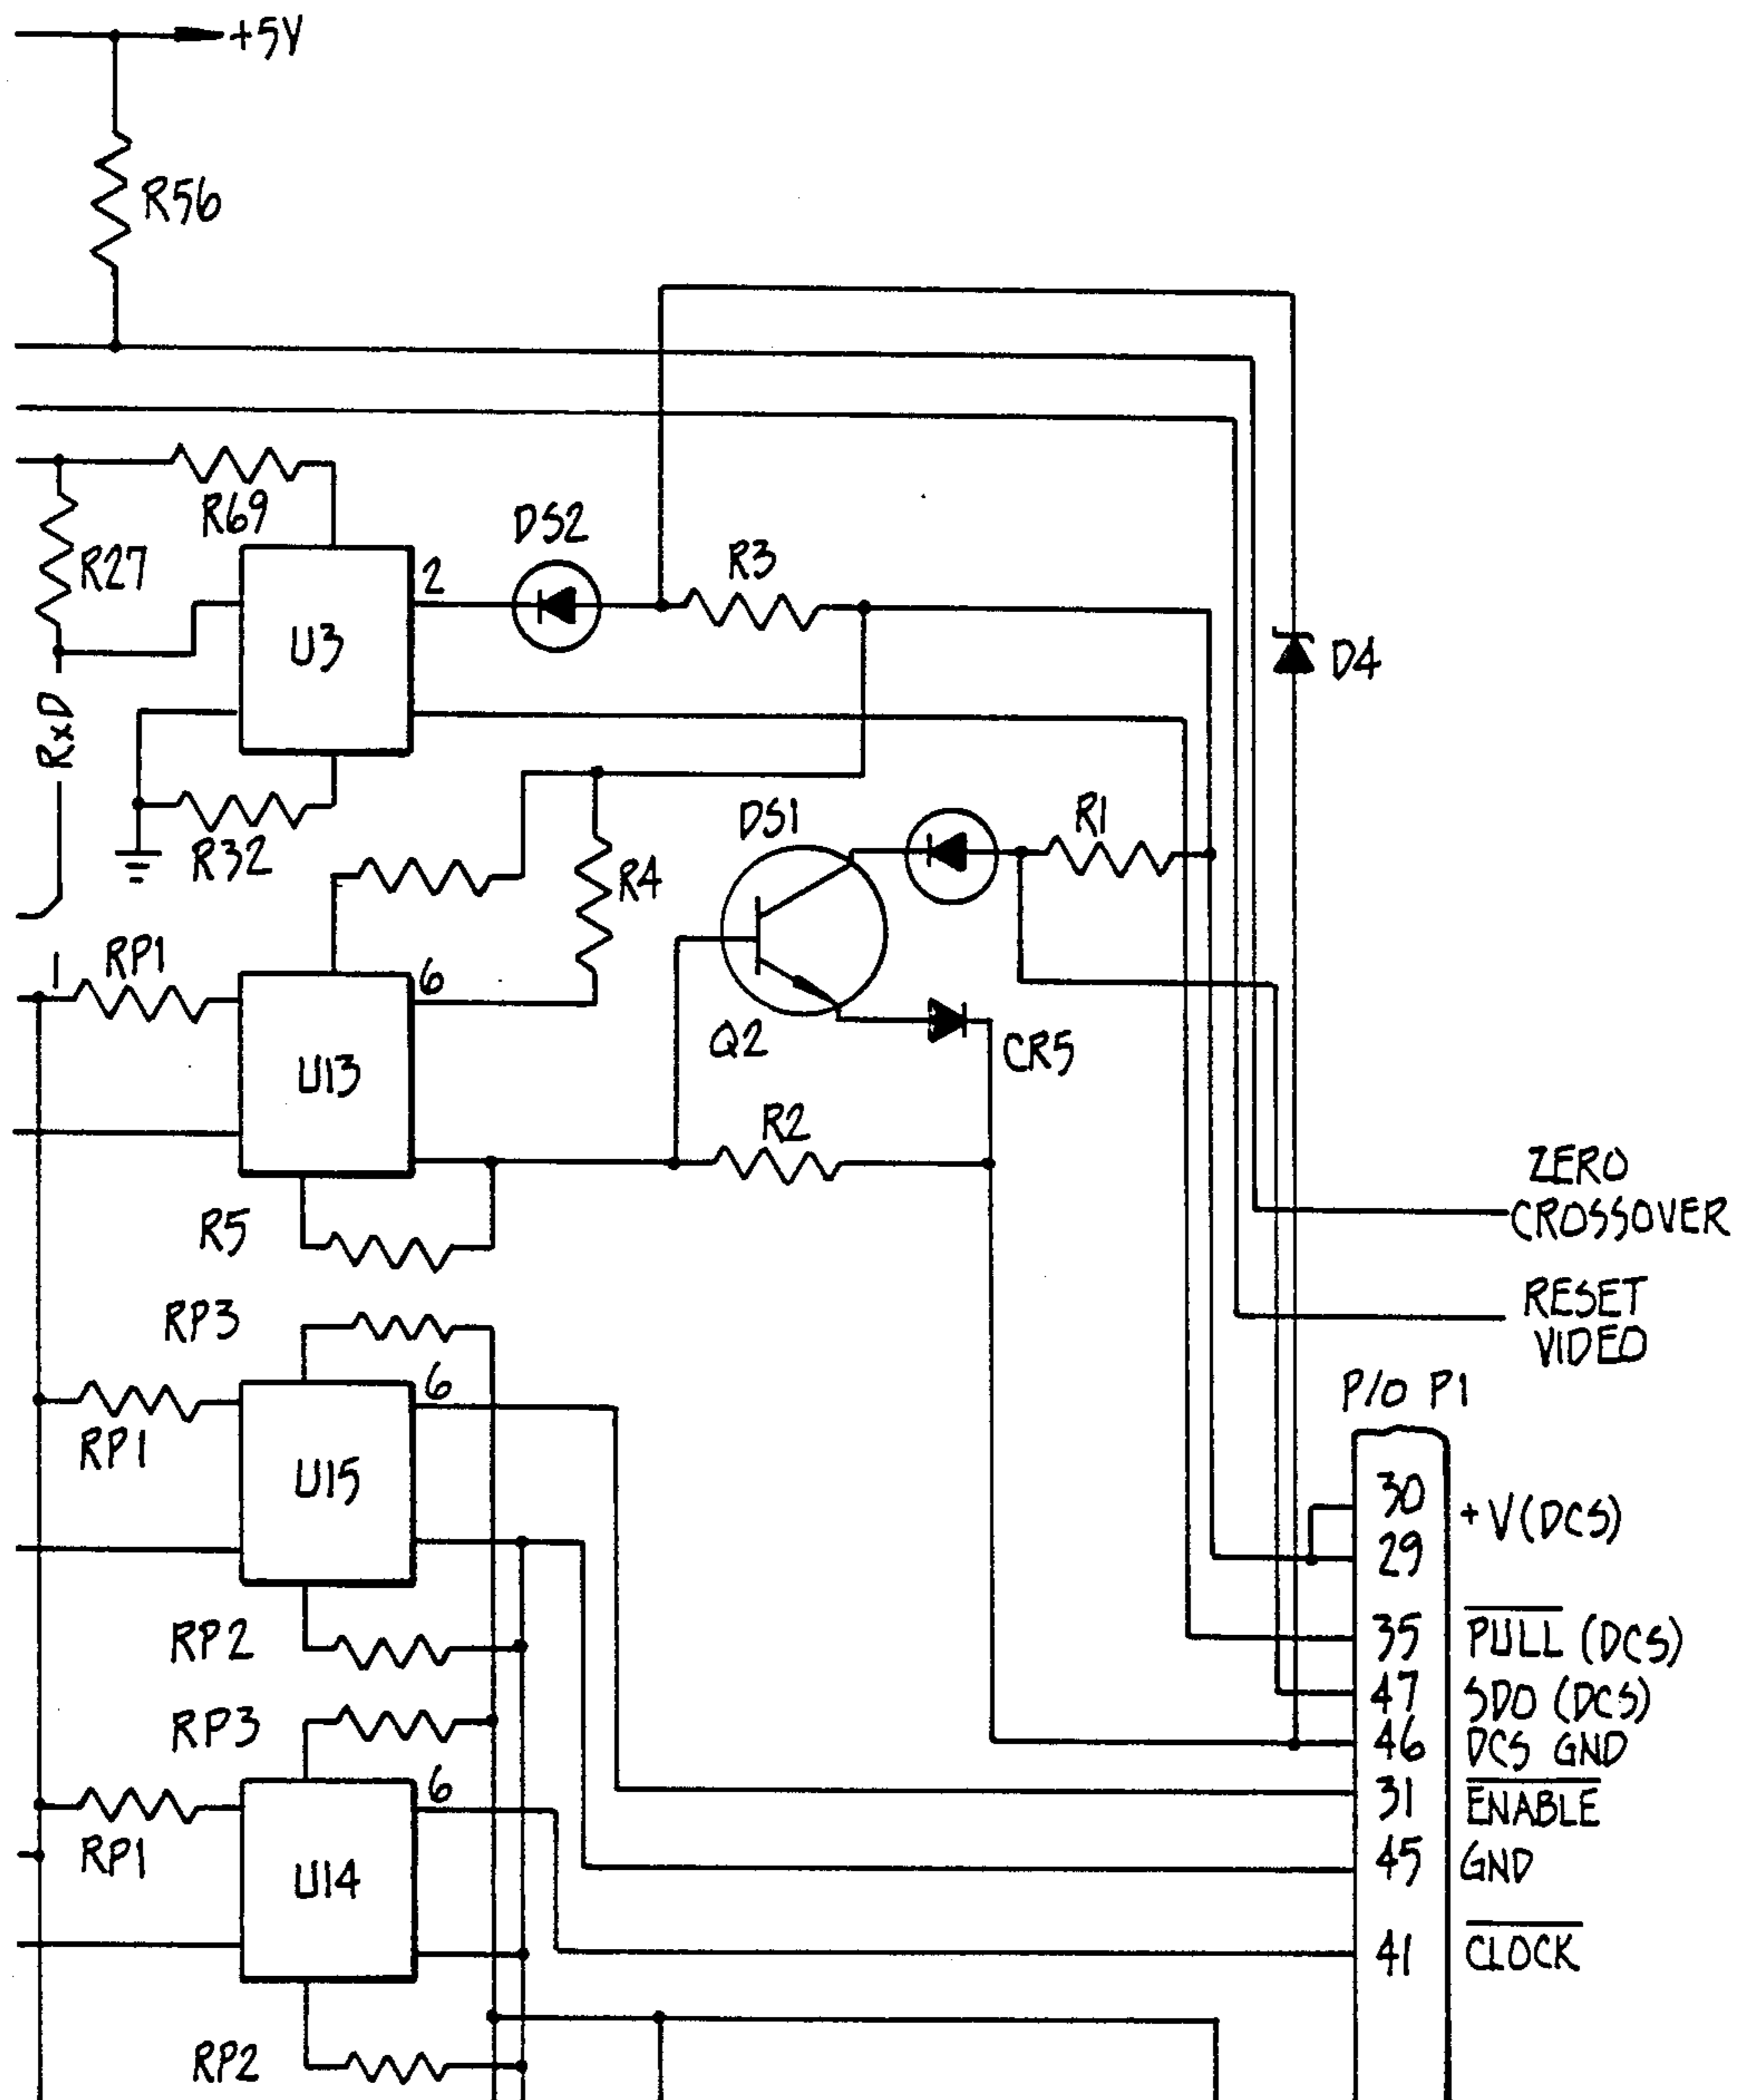 +5V
R56
R69
DS2
R3
R27
2
U3
D4
RxD
R32
DS1
R1
R4
1
RP1
6
Q2
CR5
U13
R2
R5
ZERO
CROSSOVER
RESET
VIDEO
RP3
6
RP1
U15
P/O P1
30
+V(DCS)
29
RP2
35 PULL (DCS)
47 SDO (DCS)
46 DCS GND
RP3
6
31 ENABLE
RP1
45 GND
U14
41 CLOCK
RP2